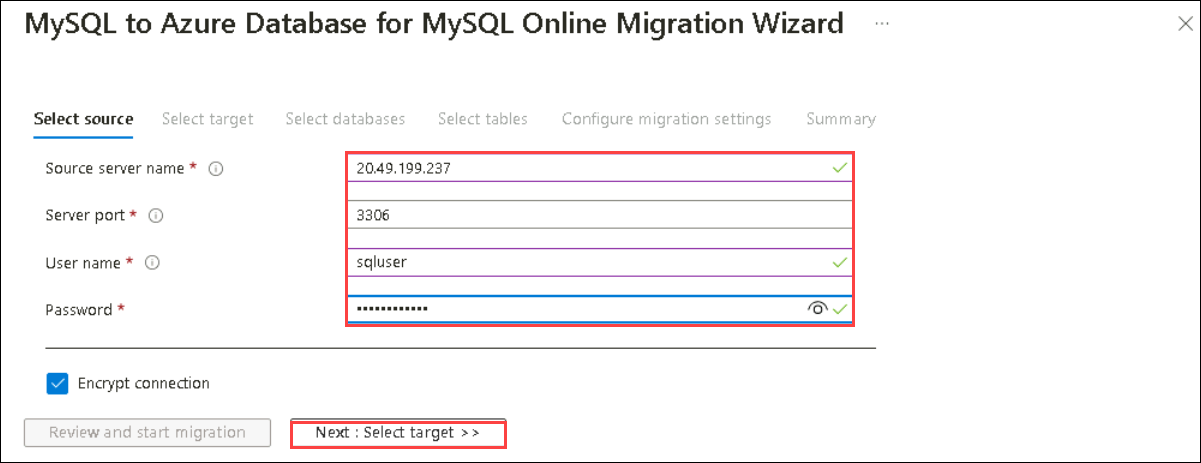 MySQL to Azure Database for MySQL Online Migration Wizard ...
Select source Select target Select databases Select tables Configure migration settings Summary
Source server name * 20.49.199.237
Server port * 3306
User name * sqluser
Password * ••••••••••••
Encrypt connection
Review and start migration Next : Select target >>